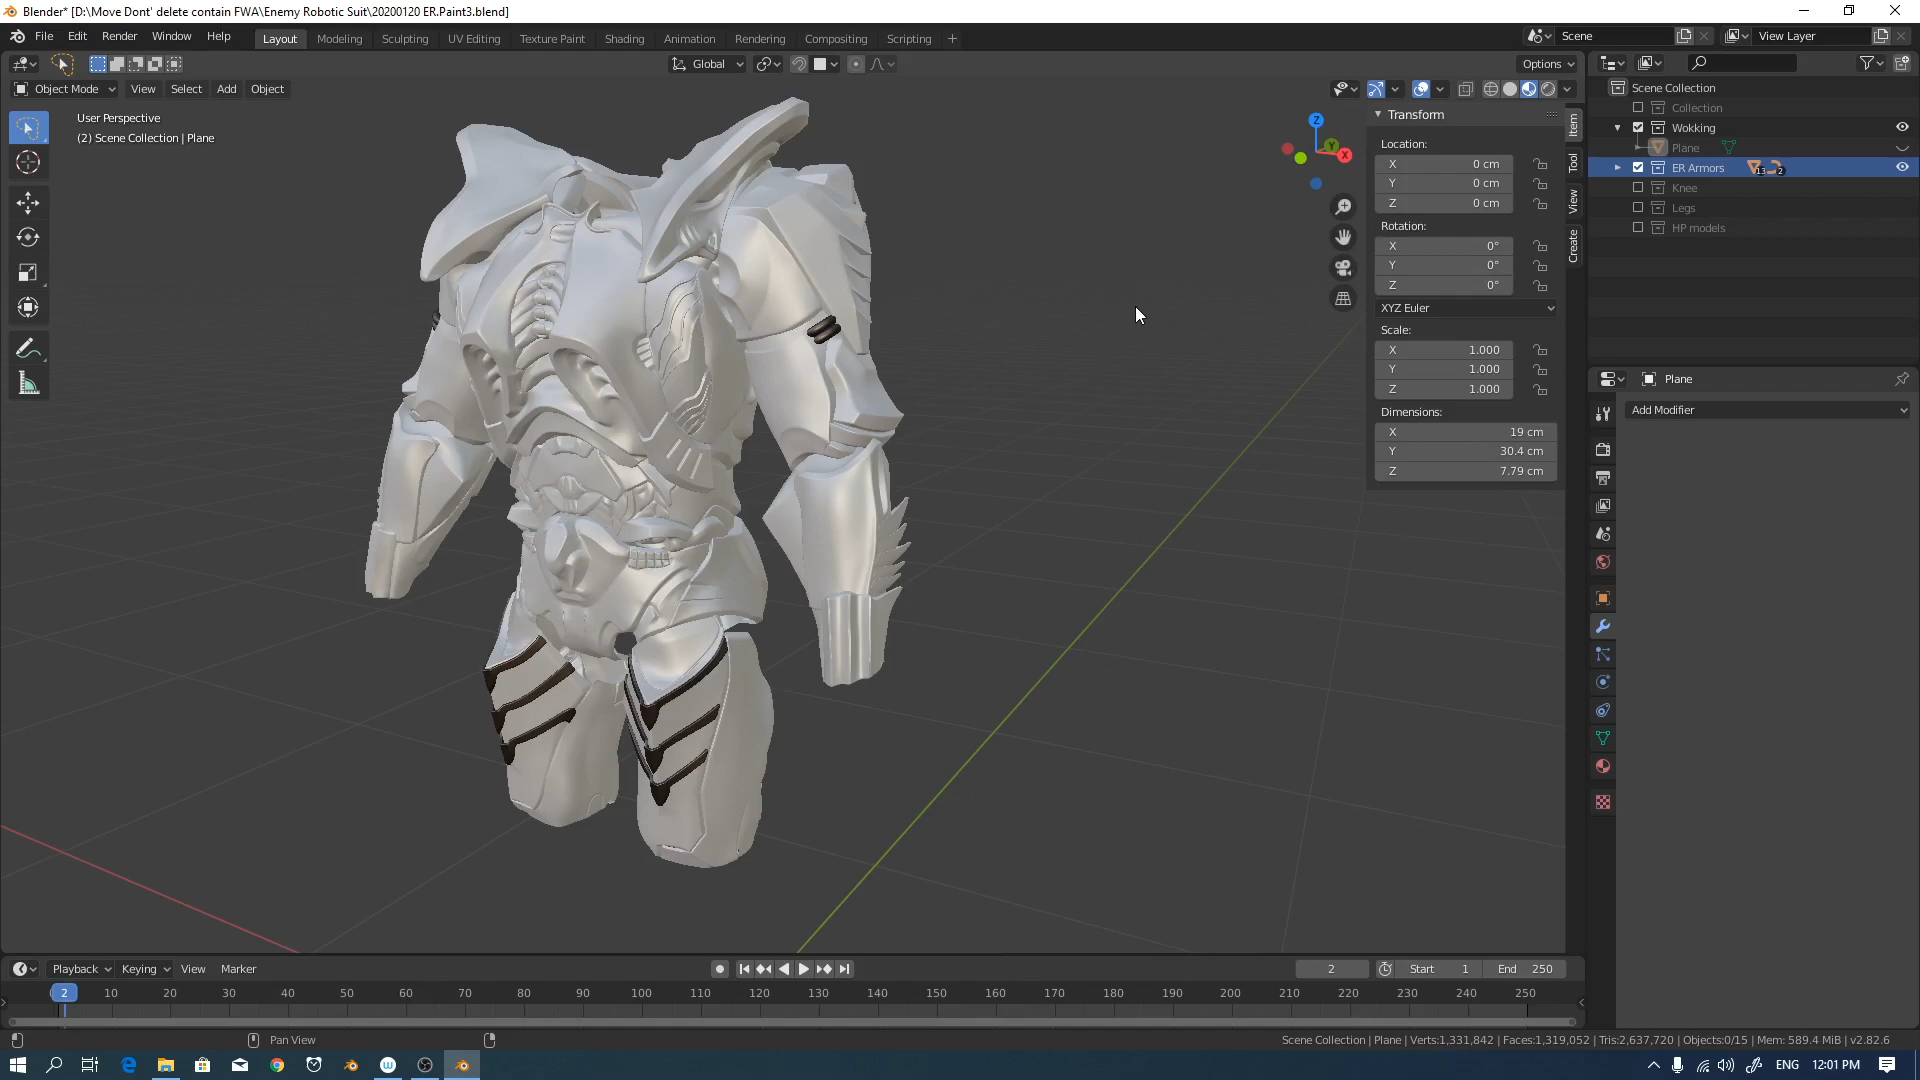 Blender* [D:\Move Dont' delete contain FWA\Enemy Robotic Suit\20200120 ER.Paint3.blend]
File Edit Render Window Help Layout Modeling Sculpting UV Editing Texture Paint Shading Animation Rendering Compositing Scripting + Scene View Layer
Global Options
Object Mode View Select Add Object
User Perspective
(2) Scene Collection | Plane
Z
Y
X
Transform
Location:
X 0 cm
Y 0 cm
Z 0 cm
Rotation:
X 0°
Y 0°
Z 0°
XYZ Euler
Scale:
X 1.000
Y 1.000
Z 1.000
Dimensions:
X 19 cm
Y 30.4 cm
Z 7.79 cm
Item
Tool
View
Create
Scene Collection
Collection
Wokking
Plane
ER Armors 13 2
Knee
Legs
HP models
Plane
Add Modifier
Playback Keying View Marker 2 Start 1 End 250
2 10 20 30 40 50 60 70 80 90 100 110 120 130 140 150 160 170 180 190 200 210 220 230 240 250
Pan View
Scene Collection | Plane | Verts:1,331,842 | Faces:1,319,052 | Tris:2,637,720 | Objects:0/15 | Mem: 589.4 MiB | v2.82.6
ENG 12:01 PM